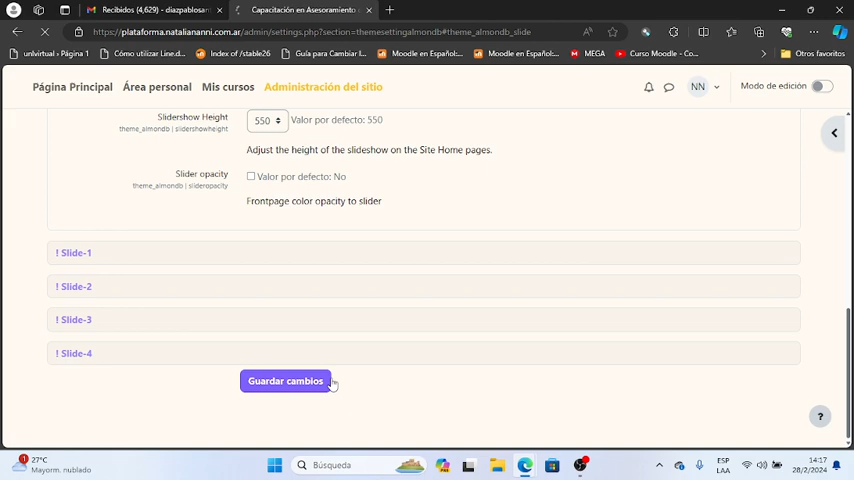 Recibidos (4,629) - diazpablosan
Capacitación en Asesoramiento e
https://plataforma.natalianannni.com.ar/admin/settings.php?section=themesettingalmondb#theme_almondb_slide
unlvirtual › Página 1
Cómo utilizar Line.d...
Index of /stable26
Guía para Cambiar l...
Moodle en Español:...
Moodle en Español:...
MEGA
Curso Moodle - Co...
Otros favoritos
Página Principal
Área personal
Mis cursos
Administración del sitio
NN
Modo de edición
Slidershow Height
theme_almondb | slidershowheight
550
Valor por defecto: 550
Adjust the height of the slideshow on the Site Home pages.
Slider opacity
theme_almondb | slideropacity
Valor por defecto: No
Frontpage color opacity to slider
! Slide-1
! Slide-2
! Slide-3
! Slide-4
Guardar cambios
?
1
27°C
Mayorm. nublado
Búsqueda
ESP
LAA
14:17
28/2/2024